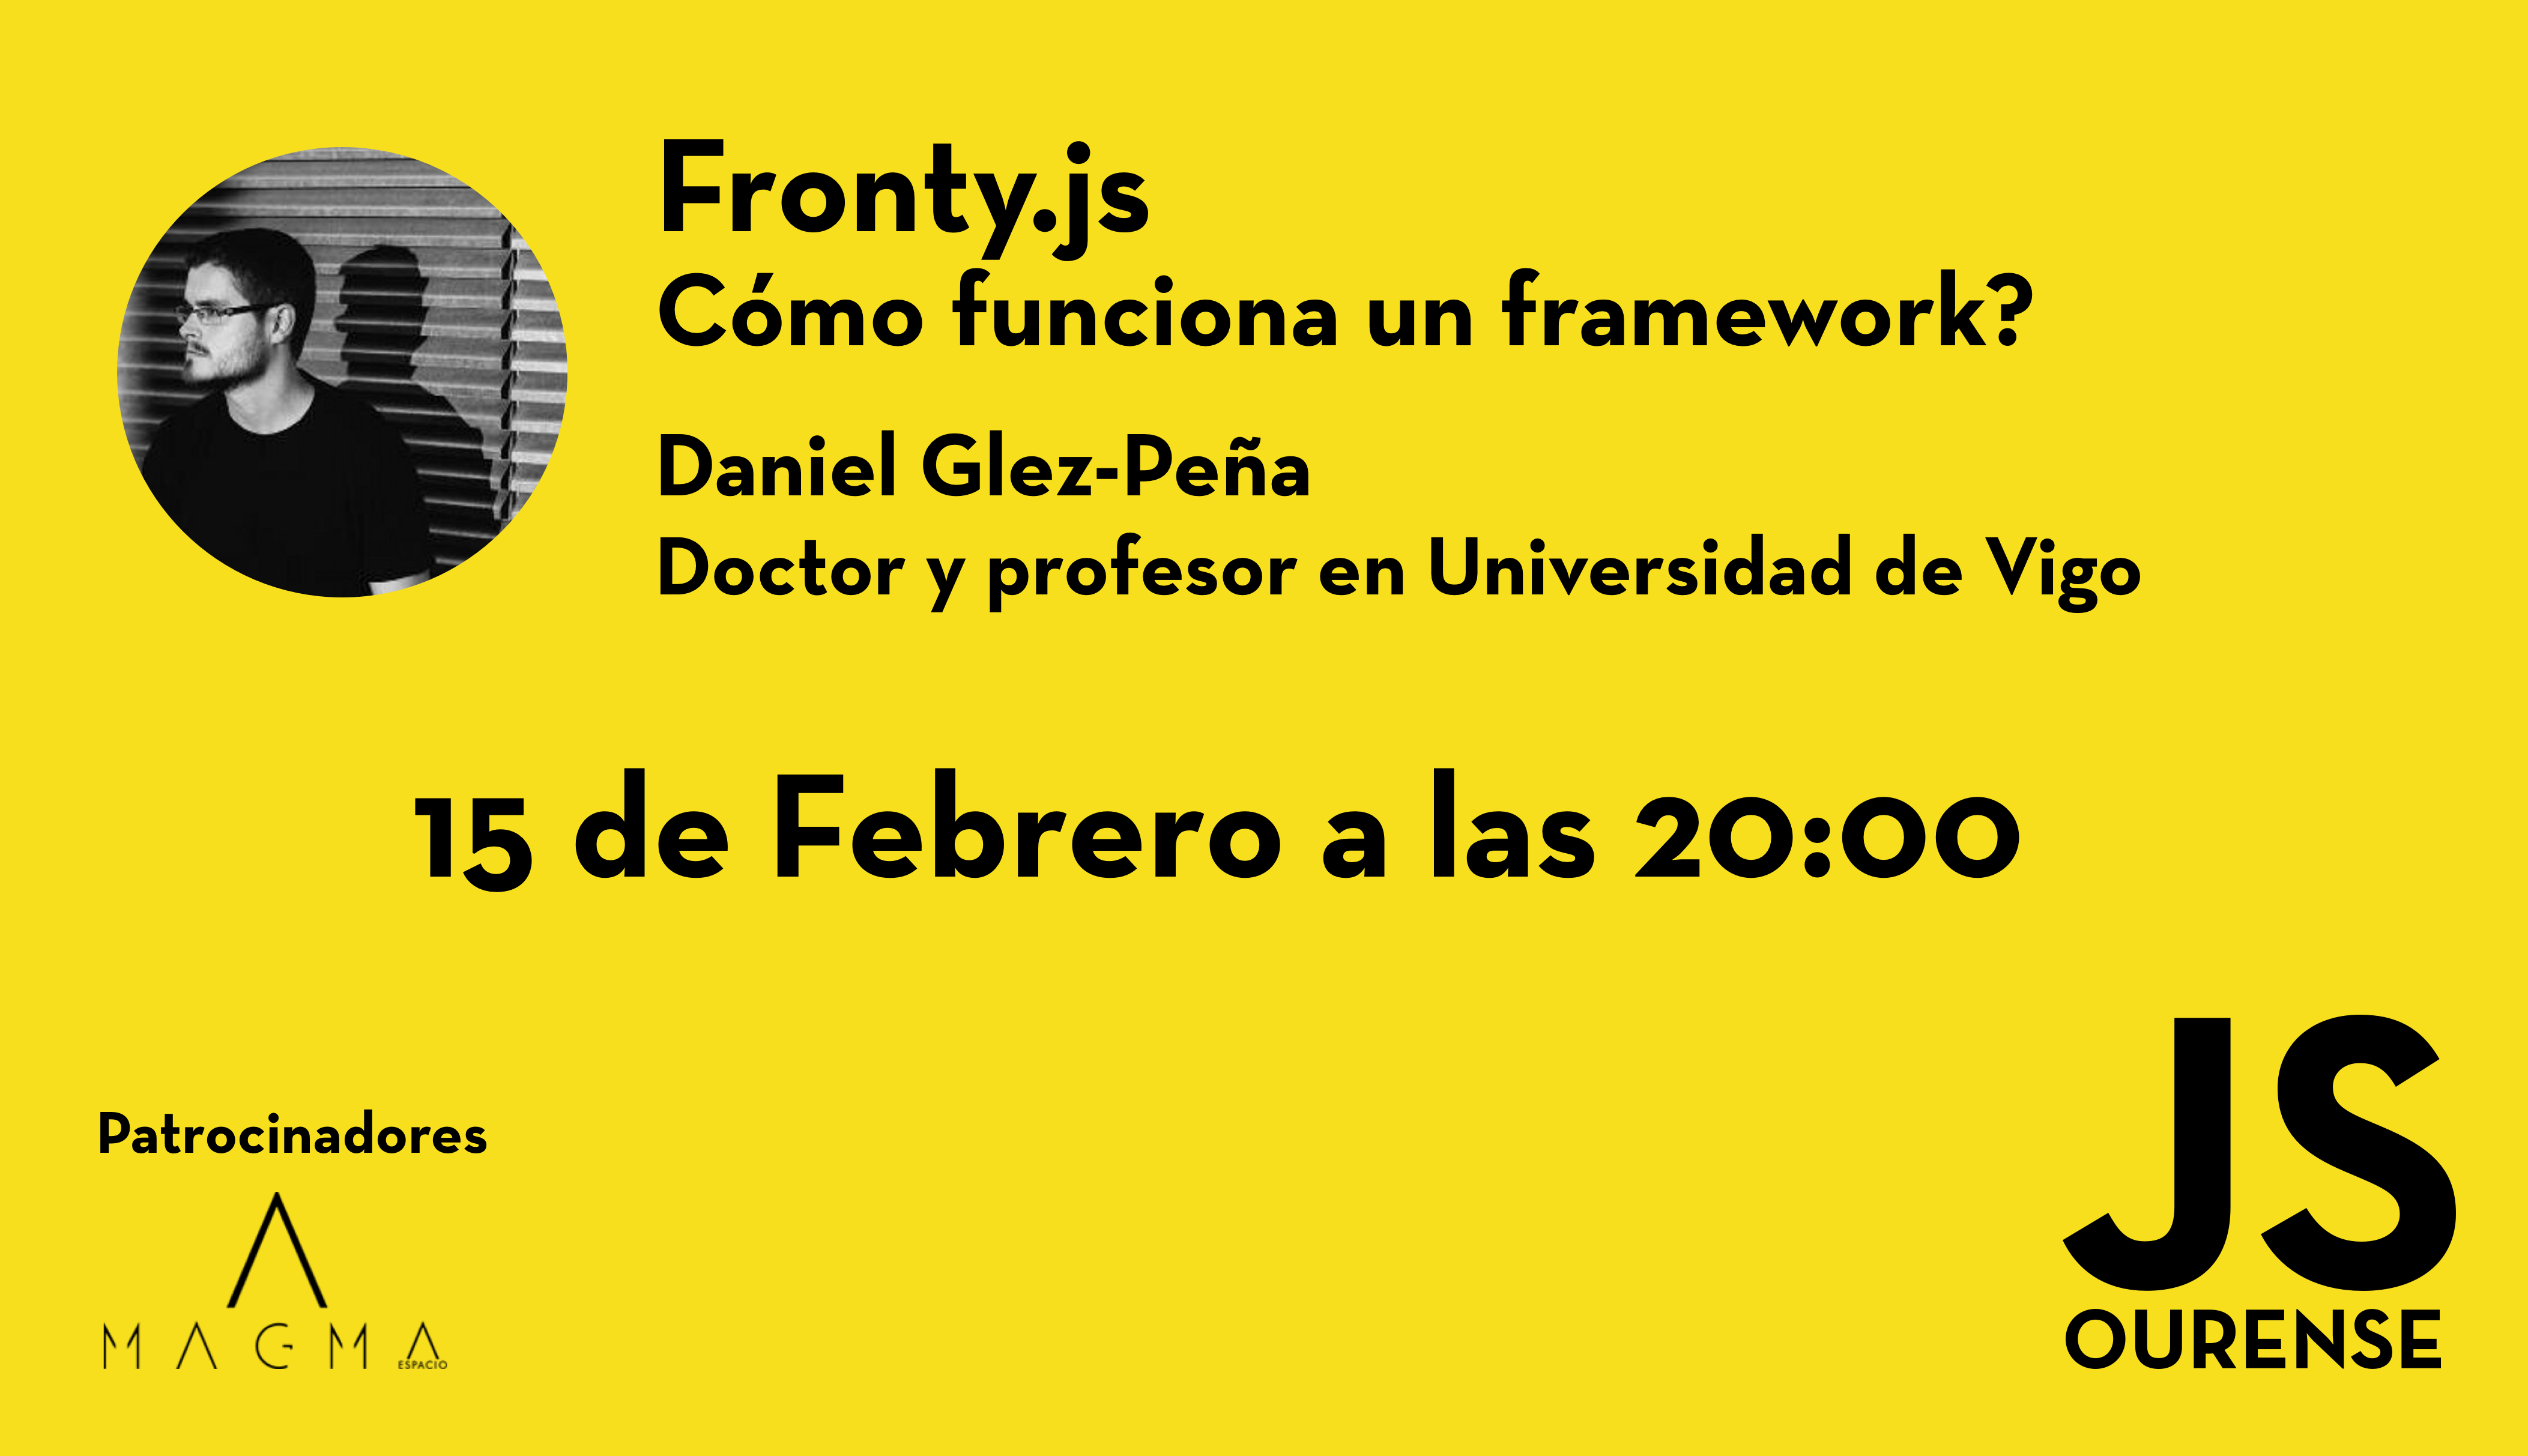 Fronty.js
Cómo funciona un framework?
Daniel Glez-Peña
Doctor y profesor en Universidad de Vigo
15 de Febrero a las 20:00
Patrocinadores
MAGMA
ESPACIO
JS
OURENSE